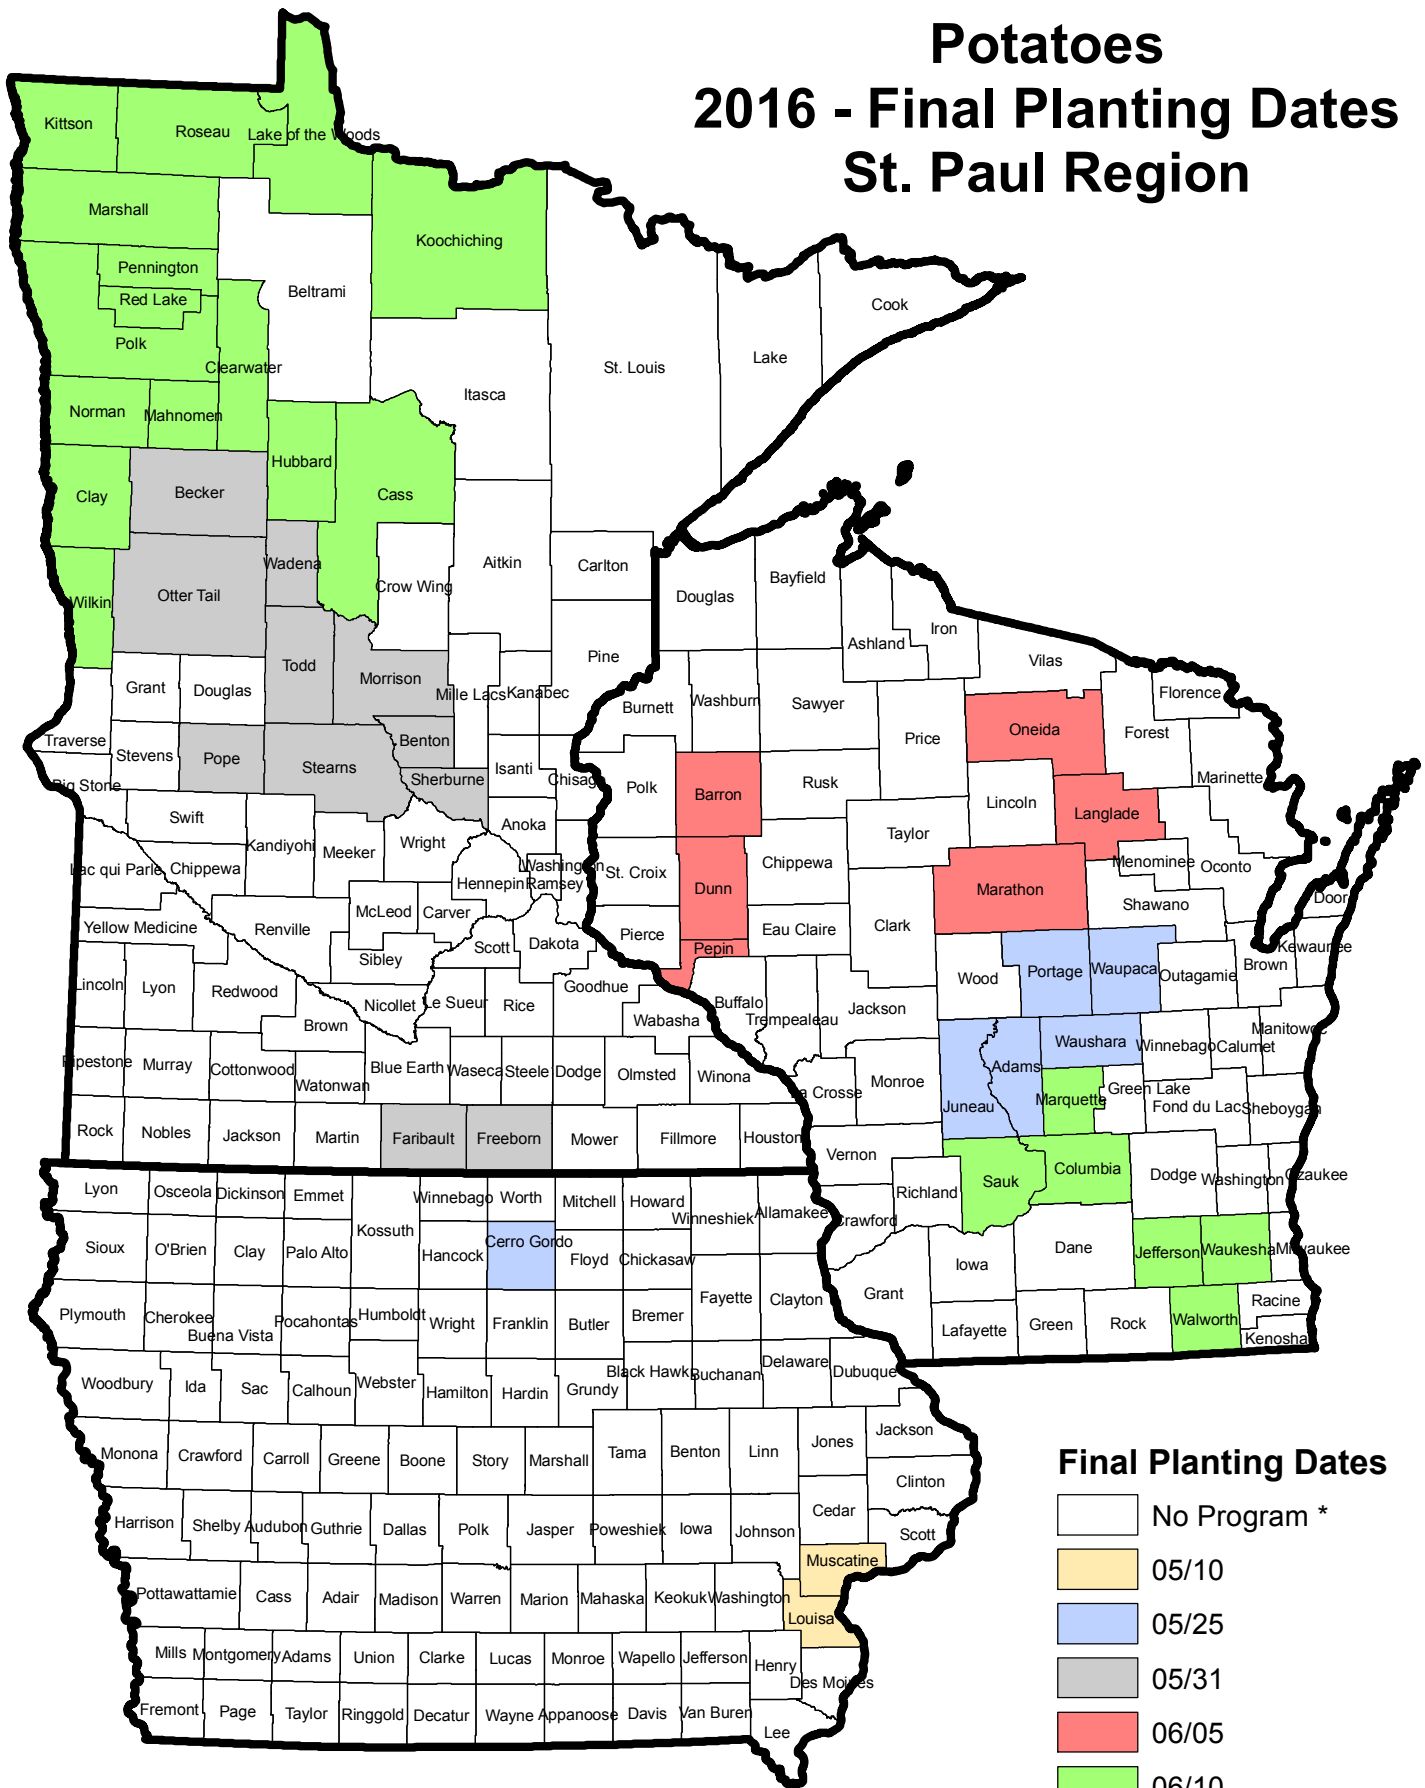 Potatoes
2016 - Final Planting Dates
St. Paul Region
Kittson
Roseau
Lake of the Woods
Marshall
Koochiching
Pennington
Red Lake
Beltrami
Polk
Clearwater
Cook
Lake
St. Louis
Itasca
Norman
Mahnomen
Hubbard
Cass
Clay
Becker
Wadena
Aitkin
Carlton
Crow Wing
Otter Tail
Wilkin
Pine
Todd
Morrison
Mille Lacs
Kanabec
Grant
Douglas
Traverse
Stevens
Pope
Stearns
Benton
Sherburne
Isanti
Chisago
Big Stone
Swift
Kandiyohi
Meeker
Wright
Anoka
Lac qui Parle
Chippewa
Hennepin
Washington
Ramsey
McLeod
Carver
Yellow Medicine
Renville
Sibley
Scott
Dakota
Lincoln
Lyon
Redwood
Nicollet
Le Sueur
Rice
Goodhue
Brown
Wabasha
Pipestone
Murray
Cottonwood
Watonwan
Blue Earth
Waseca
Steele
Dodge
Olmsted
Winona
Rock
Nobles
Jackson
Martin
Faribault
Freeborn
Mower
Fillmore
Houston
Douglas
Bayfield
Ashland
Iron
Vilas
Florence
Burnett
Washburn
Sawyer
Price
Oneida
Forest
Marinette
Polk
Barron
Rusk
Lincoln
Langlade
Taylor
Chippewa
Menominee
Oconto
St. Croix
Dunn
Marathon
Shawano
Door
Pierce
Pepin
Eau Claire
Clark
Kewaunee
Brown
Wood
Portage
Waupaca
Outagamie
Buffalo
Trempealeau
Jackson
Manitowoc
Waushara
Winnebago
Calumet
Adams
Juneau
Monroe
La Crosse
Marquette
Green Lake
Fond du Lac
Sheboygan
Vernon
Sauk
Columbia
Dodge
Washington
Ozaukee
Richland
Crawford
Dane
Jefferson
Waukesha
Milwaukee
Iowa
Grant
Racine
Walworth
Lafayette
Green
Rock
Kenosha
Lyon
Osceola
Dickinson
Emmet
Kossuth
Winnebago
Worth
Mitchell
Howard
Winneshiek
Allamakee
Sioux
O'Brien
Clay
Palo Alto
Hancock
Cerro Gordo
Floyd
Chickasaw
Plymouth
Cherokee
Buena Vista
Pocahontas
Humboldt
Wright
Franklin
Butler
Bremer
Fayette
Clayton
Woodbury
Ida
Sac
Calhoun
Webster
Hamilton
Hardin
Grundy
Black Hawk
Buchanan
Delaware
Dubuque
Monona
Crawford
Carroll
Greene
Boone
Story
Marshall
Tama
Benton
Linn
Jones
Jackson
Clinton
Cedar
Harrison
Shelby
Audubon
Guthrie
Dallas
Polk
Jasper
Poweshiek
Iowa
Johnson
Scott
Muscatine
Pottawattamie
Cass
Adair
Madison
Warren
Marion
Mahaska
Keokuk
Washington
Louisa
Mills
Montgomery
Adams
Union
Clarke
Lucas
Monroe
Wapello
Jefferson
Henry
Des Moines
Fremont
Page
Taylor
Ringgold
Decatur
Wayne
Appanoose
Davis
Van Buren
Lee
Final Planting Dates
No Program *
05/10
05/25
05/31
06/05
06/10